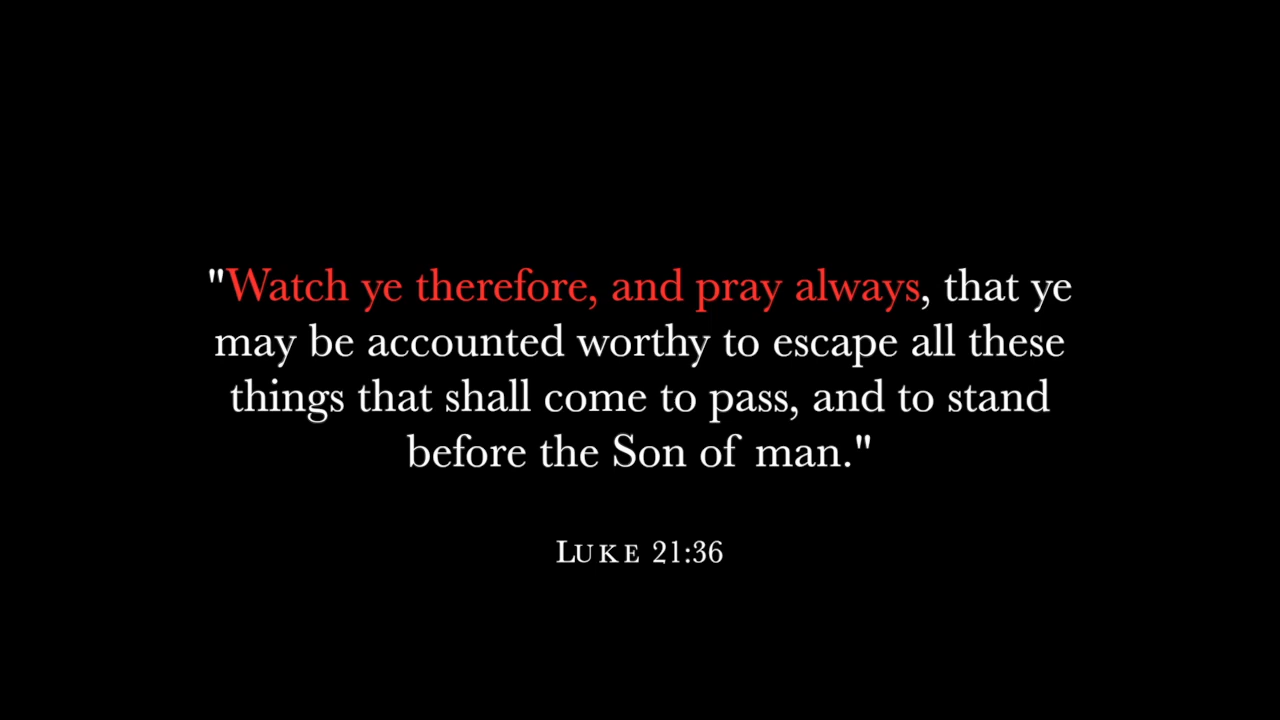 "Watch ye therefore, and pray always, that ye
may be accounted worthy to escape all these
things that shall come to pass, and to stand
before the Son of man."
LUKE 21:36